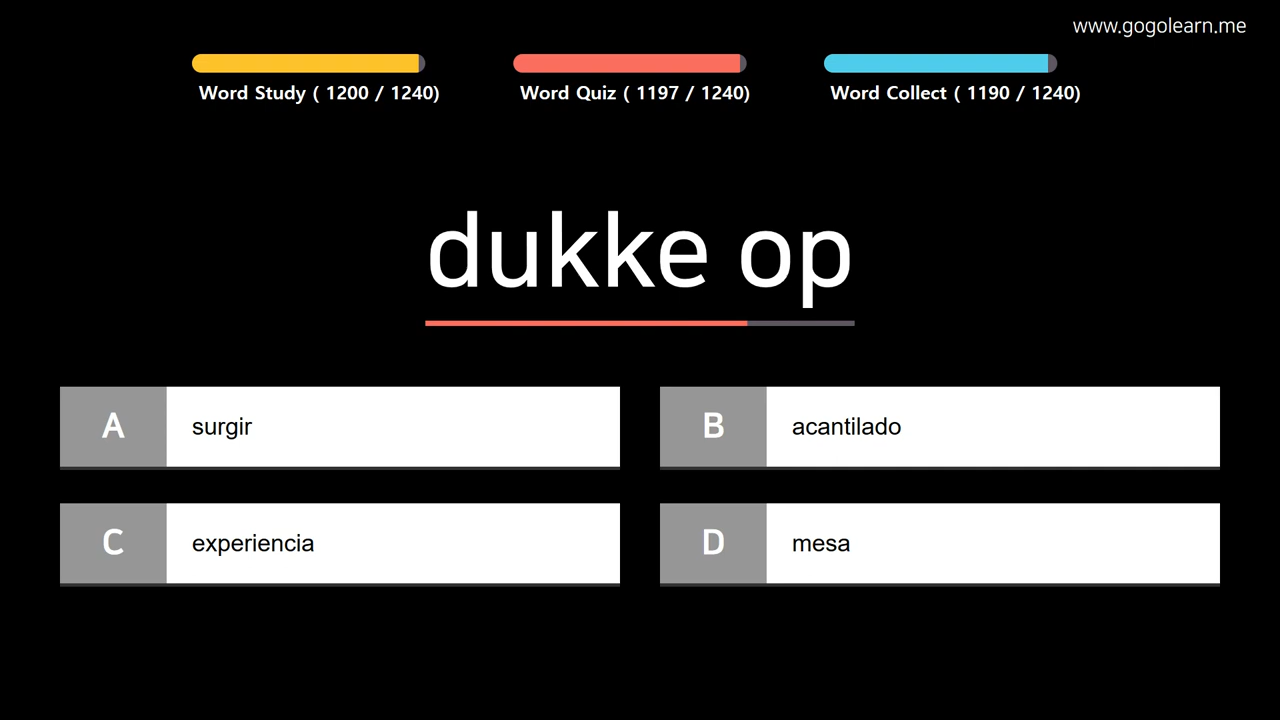 www.gogolearn.me
Word Study ( 1200 / 1240)
Word Quiz ( 1197 / 1240)
Word Collect ( 1190 / 1240)
dukke op
A surgir
B acantilado
C experiencia
D mesa